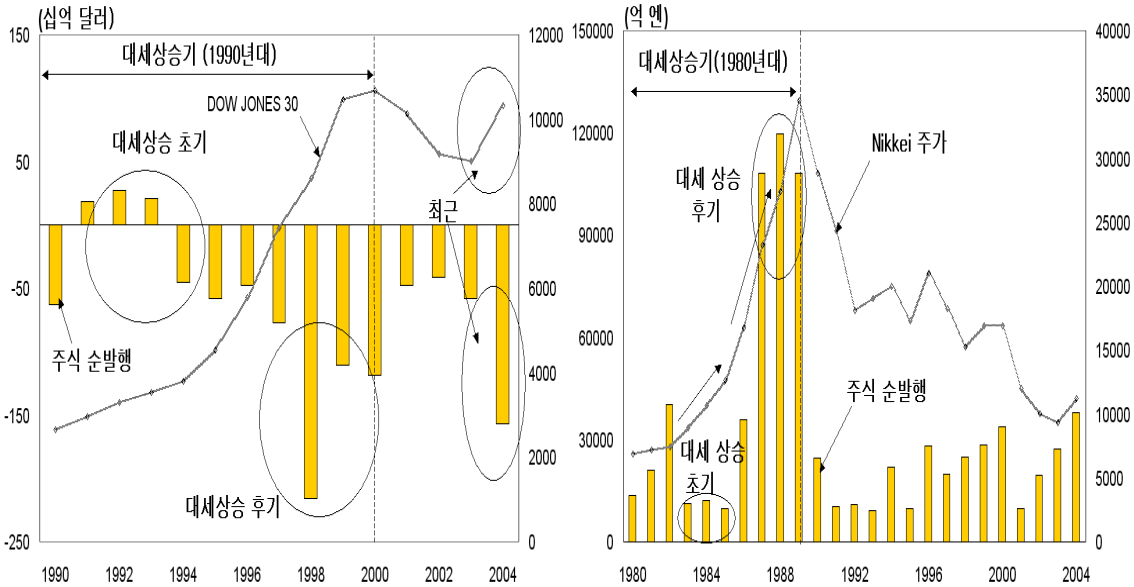 (십억 달러)
150
50
-50
-150
-250
12000
10000
8000
6000
4000
2000
0
대세상승기 (1990년대)
DOW JONES 30
대세상승 초기
최근
주식 순발행
대세상승 후기
1990
1992
1994
1996
1998
2000
2002
2004
(억 엔)
150000
120000
90000
60000
30000
0
40000
35000
30000
25000
20000
15000
10000
5000
0
대세상승기(1980년대)
Nikkei 주가
대세 상승
후기
주식 순발행
대세 상승
초기
1980
1984
1988
1992
1996
2000
2004